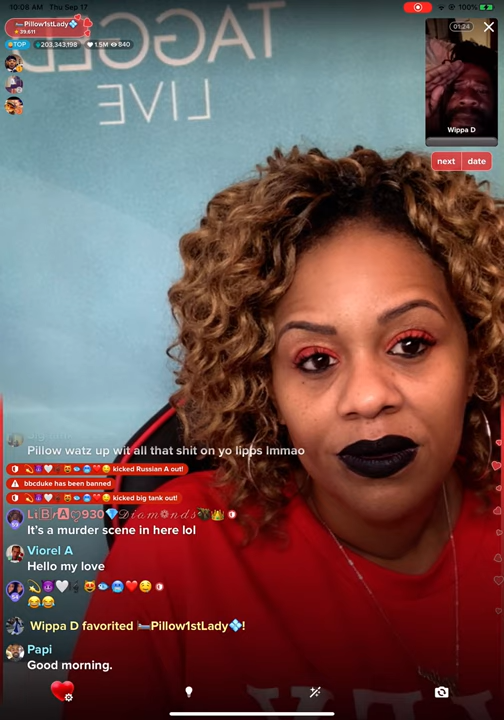 10:08 AM Thu Sep 17
100%
Pillow1stLady
39,611
TOP 203,343,198 1.5M 840
TAGGED
LIVE
01:24
Wippa D
next date
Pillow watz up wit all that shit on yo lipps lmmao
kicked Russian A out!
bbcduke has been banned
kicked big tank out!
LiBrA930Diamonds
It's a murder scene in here lol
Viorel A
Hello my love
Wippa D favorited Pillow1stLady!
Papi
Good morning.